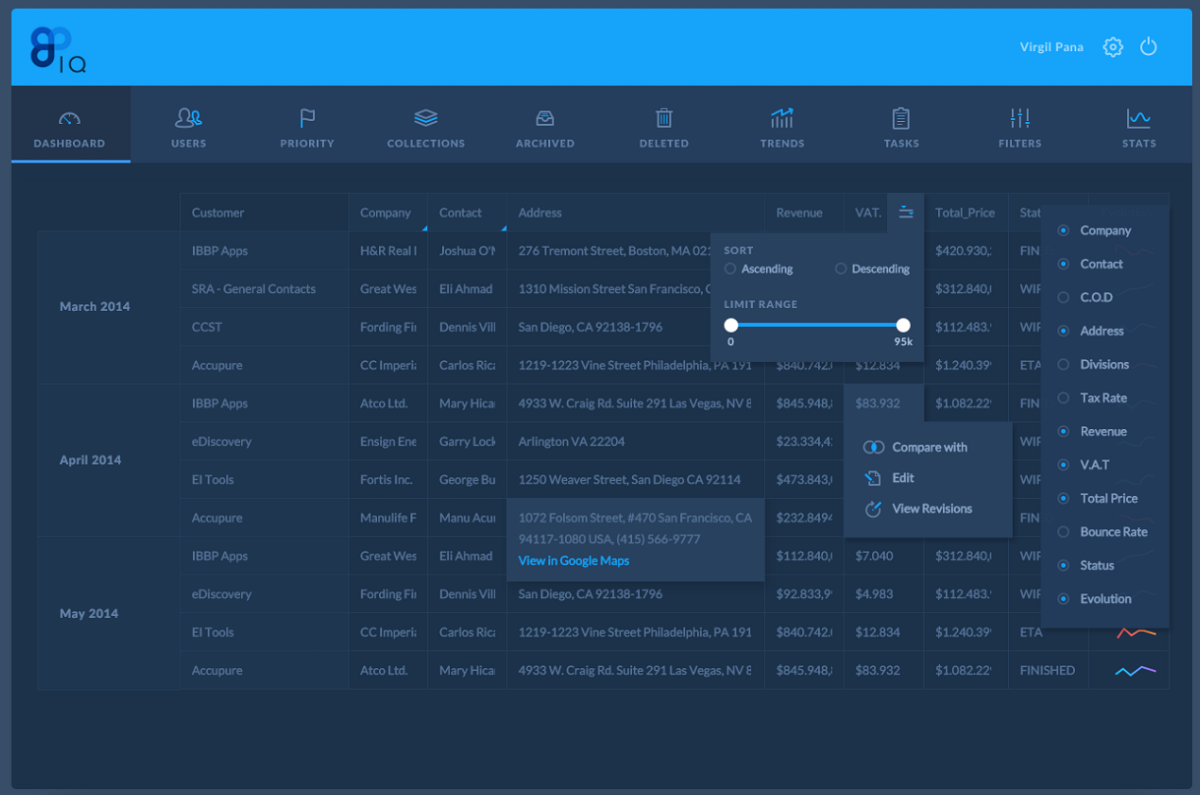 IQ
Virgil Pana
DASHBOARD
USERS
PRIORITY
COLLECTIONS
ARCHIVED
DELETED
TRENDS
TASKS
FILTERS
STATS
Customer Company Contact Address Revenue VAT. Total_Price Stat
March 2014
IBBP Apps H&R Real Joshua O'N 276 Tremont Street, Boston, MA 021 $420.930, FIN
SRA - General Contacts Great Wes Eli Ahmad 1310 Mission Street San Francisco, $312.840, WIP
CCST Fording Fi Dennis Vill San Diego, CA 92138-1796 $112.483. WIP
Accupure CC Imperi Carlos Rica 1219-1223 Vine Street Philadelphia, PA 191 $840.742. $12.834 $1.240.39 ETA
April 2014
IBBP Apps Atco Ltd. Mary Hica 4933 W. Craig Rd. Suite 291 Las Vegas, NV 8 $845.948, $83.932 $1.082.22 FIN
eDiscovery Ensign Ene Garry Lock Arlington VA 22204 $23.334,4 WIP
EI Tools Fortis Inc. George Bu 1250 Weaver Street, San Diego CA 92114 $473.843, WIP
Accupure Manulife F Manu Acur $232.849 FIN
May 2014
IBBP Apps Great Wes Eli Ahmad $112.840, $7.040 $312.840, WIP
eDiscovery Fording Fi Dennis Vill San Diego, CA 92138-1796 $92.833,9 $4.983 $112.483. WIP
EI Tools CC Imperi Carlos Rica 1219-1223 Vine Street Philadelphia, PA 191 $840.742. $12.834 $1.240.39 ETA
Accupure Atco Ltd. Mary Hica 4933 W. Craig Rd. Suite 291 Las Vegas, NV 8 $845.948, $83.932 $1.082.22 FINISHED
SORT
Ascending Descending
LIMIT RANGE
0 95k
Compare with
Edit
View Revisions
1072 Folsom Street, #470 San Francisco, CA
94117-1080 USA, (415) 566-9777
View in Google Maps
Company
Contact
C.O.D
Address
Divisions
Tax Rate
Revenue
V.A.T
Total Price
Bounce Rate
Status
Evolution